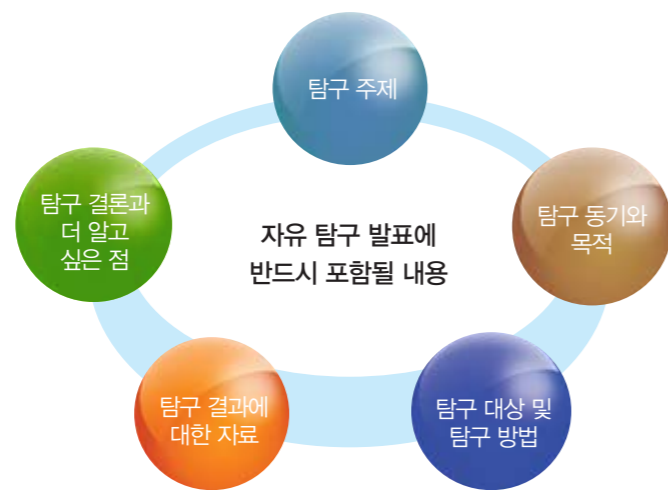 탐구 주제
탐구 동기와
목적
탐구 대상 및
탐구 방법
탐구 결과에
대한 자료
탐구 결론과
더 알고
싶은 점
자유 탐구 발표에
반드시 포함될 내용